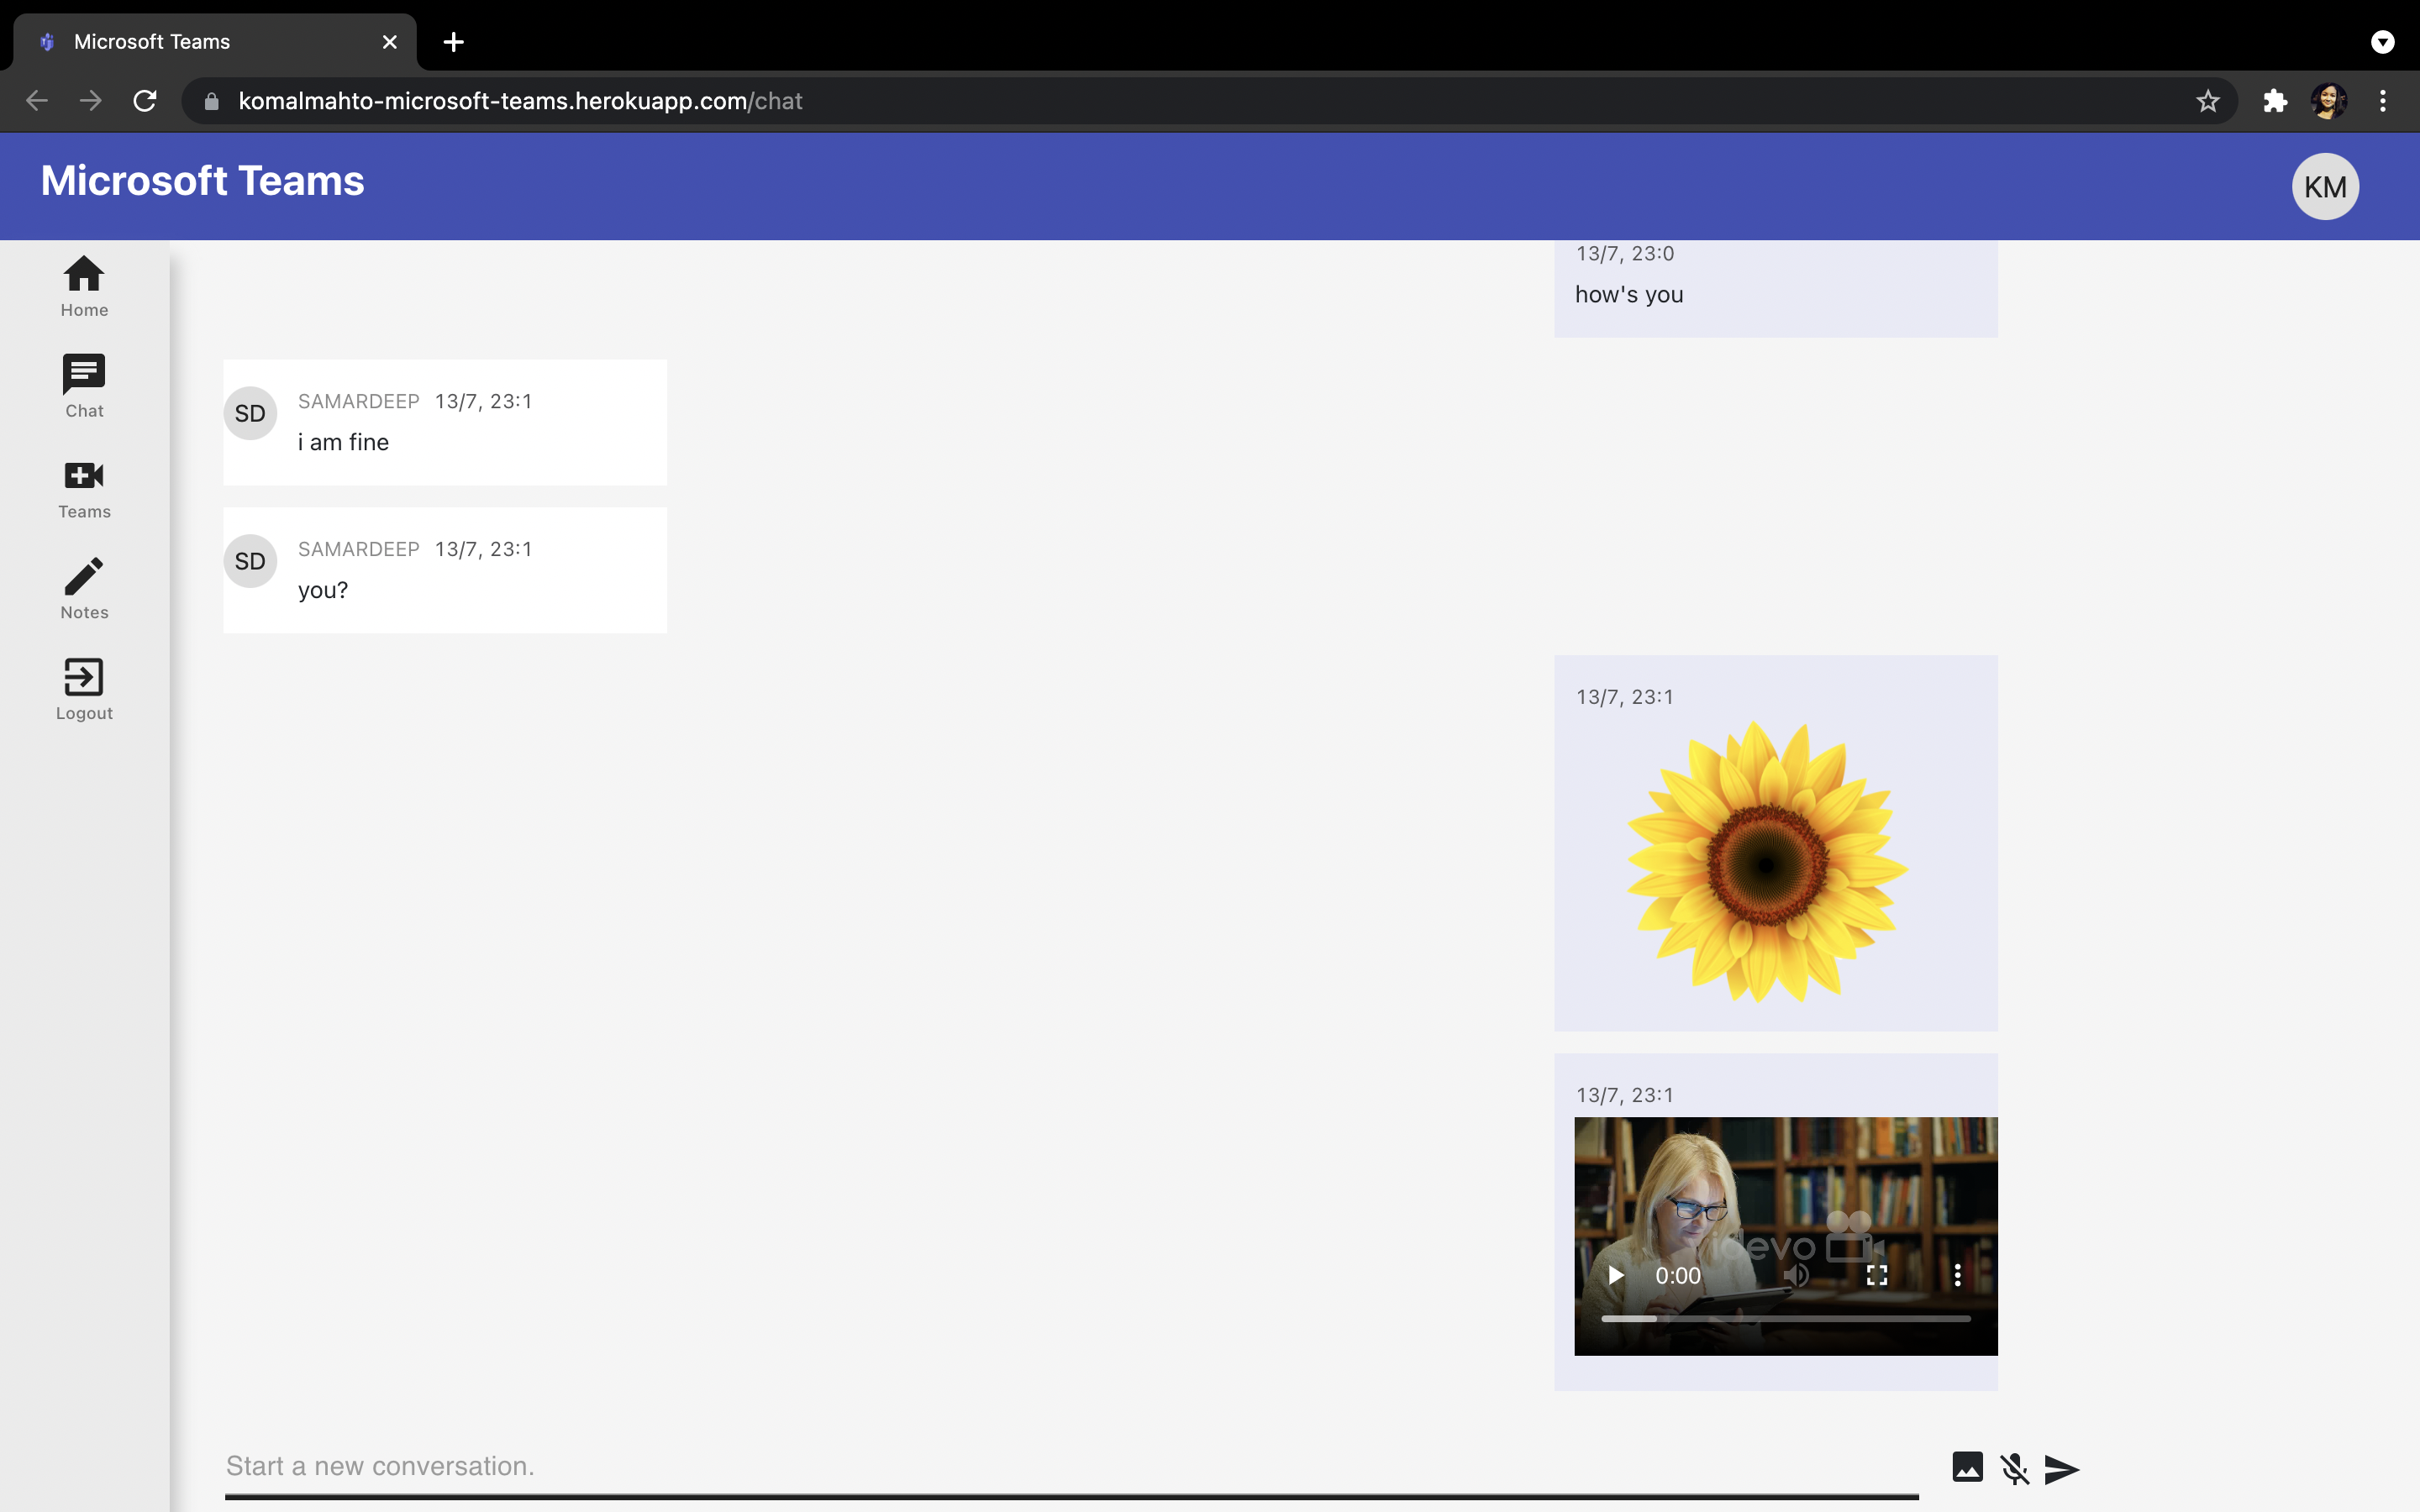 Microsoft Teams
komalmahto-microsoft-teams.herokuapp.com/chat
Microsoft Teams
KM
Home
Chat
Teams
Notes
Logout
13/7, 23:0
how's you
SD
SAMARDEEP 13/7, 23:1
i am fine
SD
SAMARDEEP 13/7, 23:1
you?
13/7, 23:1
13/7, 23:1
0:00
Start a new conversation.